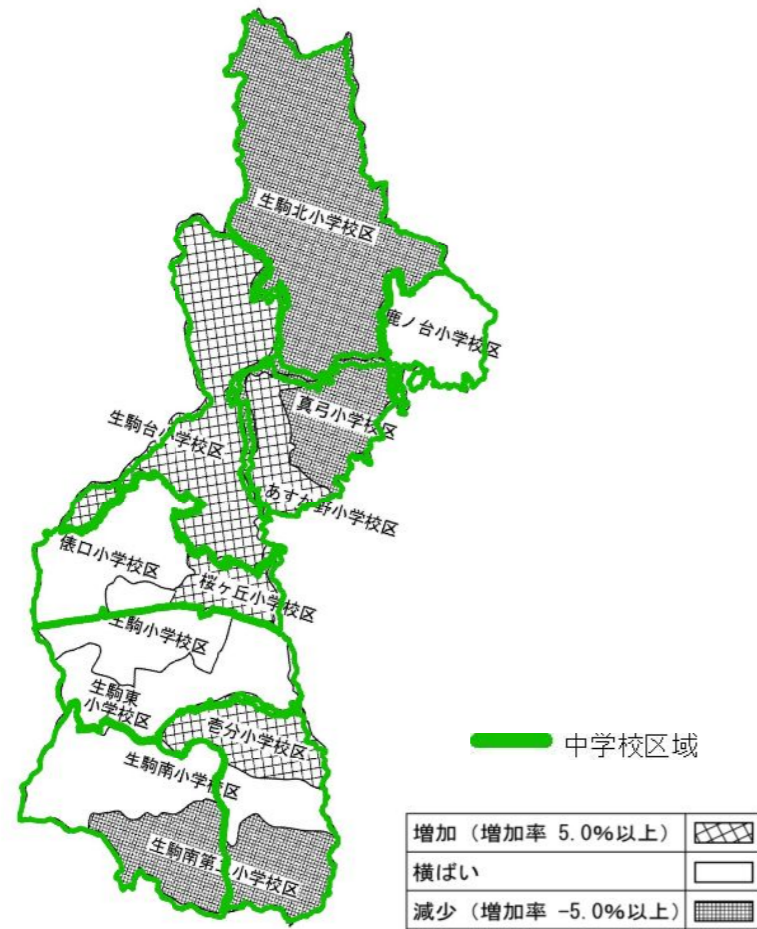 生駒北小学校区
鹿ノ台小学校区
真弓小学校区
生駒台小学校区
あすか野小学校区
俵口小学校区
桜ヶ丘小学校区
生駒小学校区
生駒東
小学校区
壱分小学校区
生駒南小学校区
生駒南第二小学校区
中学校区域
増加（増加率 5.0%以上）
横ばい
減少（増加率 -5.0%以上）